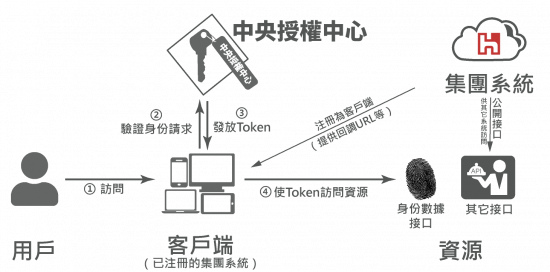 中央授權中心
中央授權中心
集團系統
②
驗證身份請求
③
發放Token
注冊為客戶端
（提供回調URL等）
公開接口
供其它系統訪問
① 訪問
④ 使Token訪問資源
API
身份數據
接口
其它接口
用戶
客戶端
（已注冊的集團系統）
資源